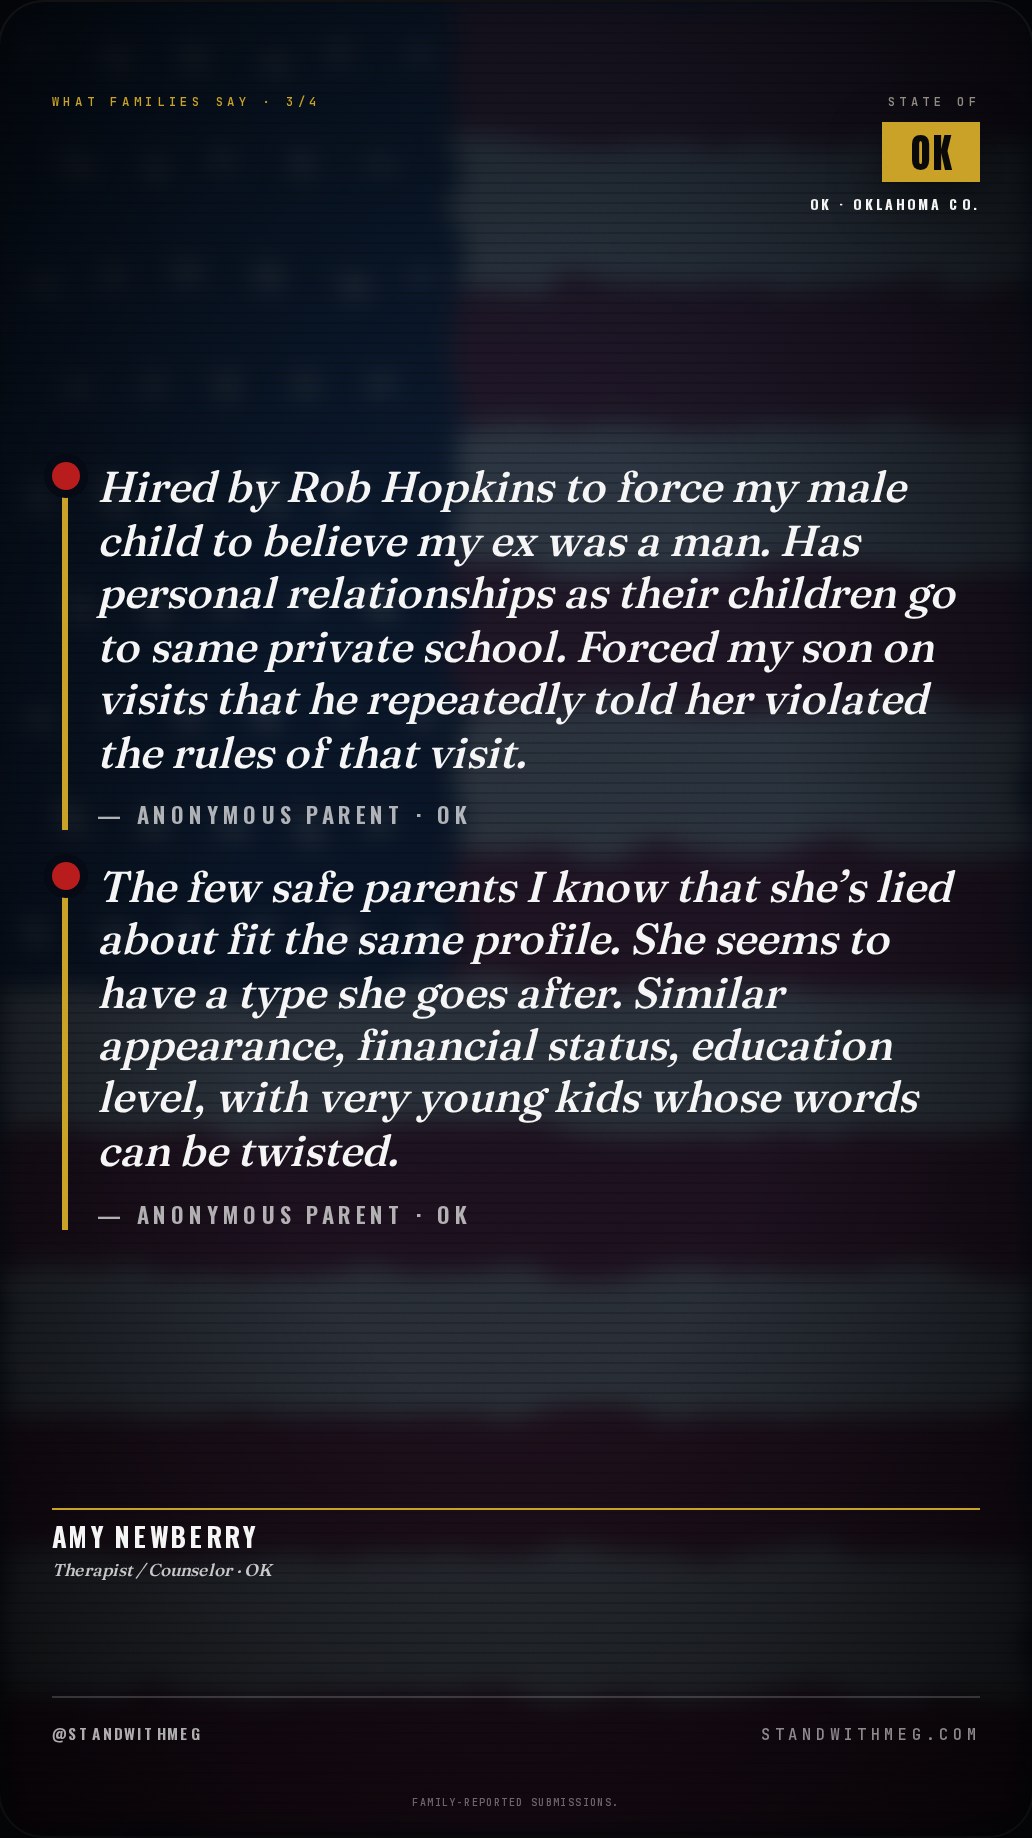 WHAT FAMILIES SAY · 3/4
STATE OF
OK
OK · OKLAHOMA CO.
Hired by Rob Hopkins to force my male
child to believe my ex was a man. Has
personal relationships as their children go
to same private school. Forced my son on
visits that he repeatedly told her violated
the rules of that visit.
— ANONYMOUS PARENT · OK
The few safe parents I know that she’s lied
about fit the same profile. She seems to
have a type she goes after. Similar
appearance, financial status, education
level, with very young kids whose words
can be twisted.
— ANONYMOUS PARENT · OK
AMY NEWBERRY
Therapist / Counselor · OK
@STANDWITHMEG
STANDWITHMEG.COM
FAMILY-REPORTED SUBMISSIONS.